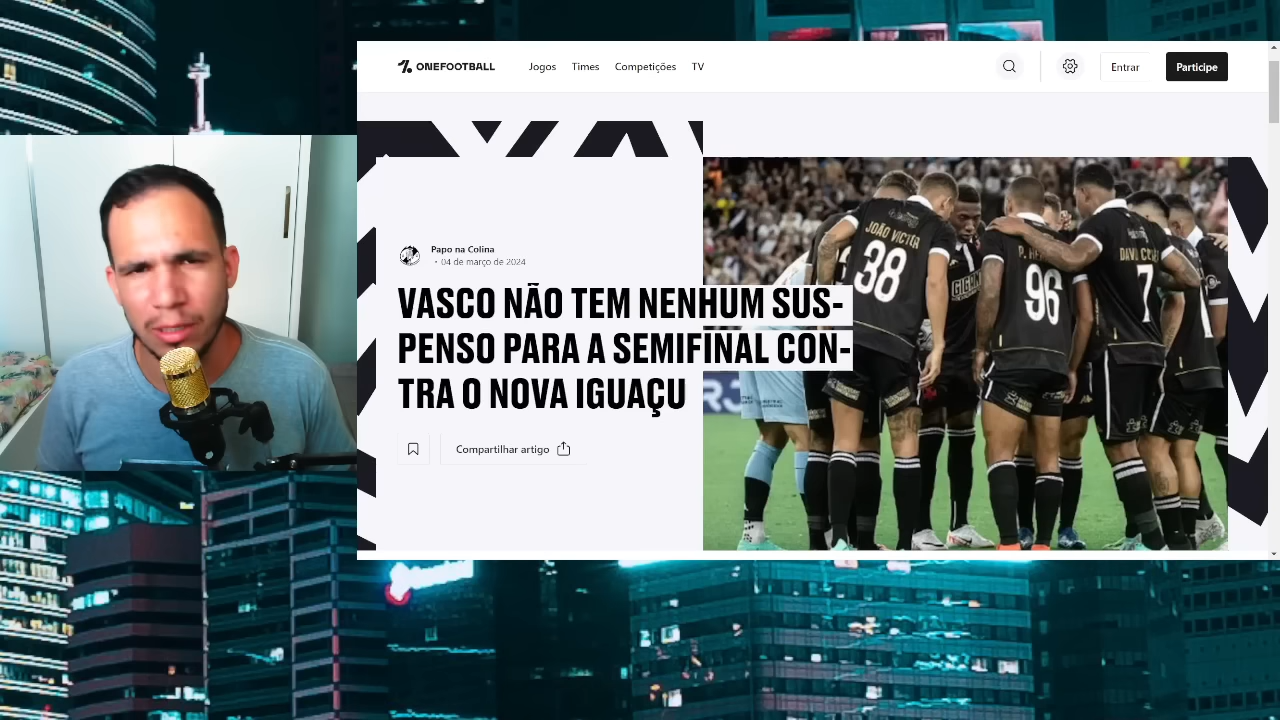 ONEFOOTBALL
Jogos
Times
Competições
TV
Entrar
Participe
Papo na Colina
• 04 de março de 2024
VASCO NÃO TEM NENHUM SUS-
PENSO PARA A SEMIFINAL CON-
TRA O NOVA IGUAÇU
Compartilhar artigo
JOÃO VICTOR
38
96
7